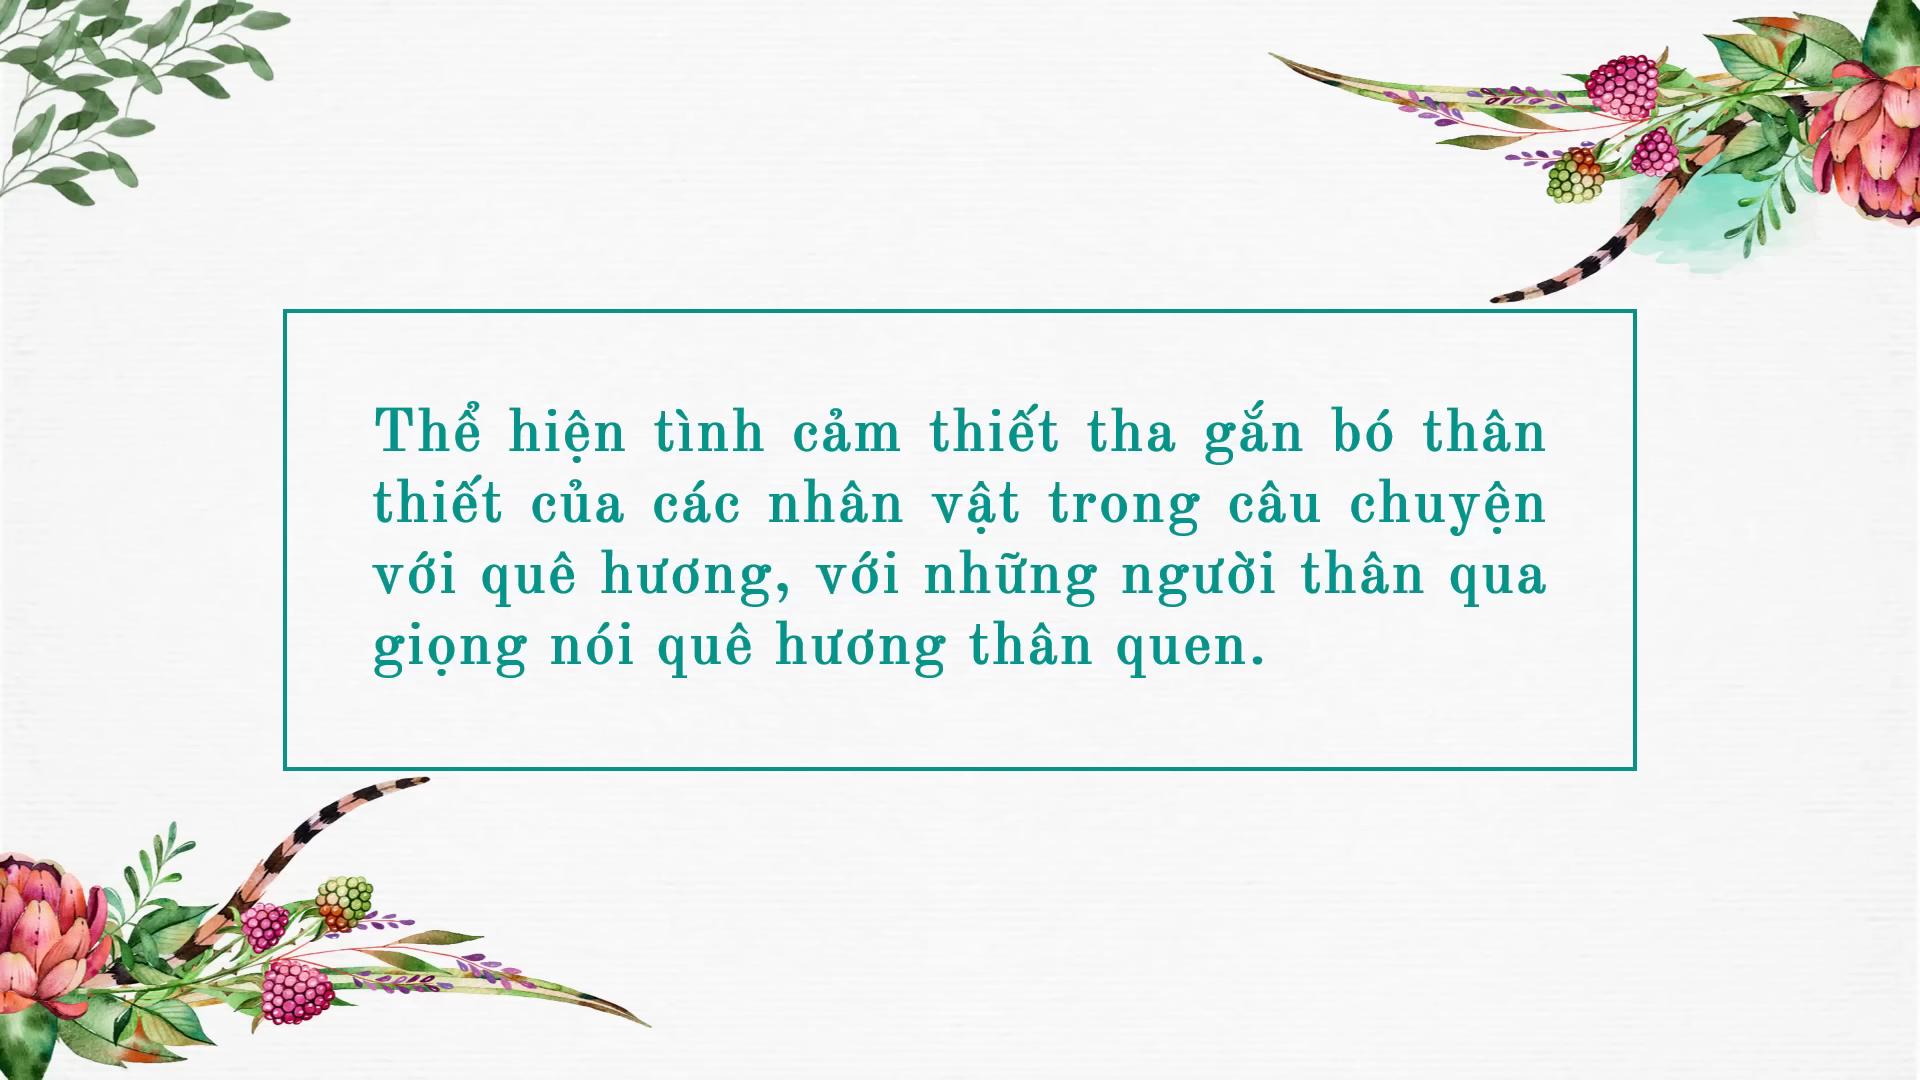 Thể hiện tình cảm thiết tha gắn bó thân
thiết của các nhân vật trong câu chuyện
với quê hương, với những người thân qua
giọng nói quê hương thân quen.